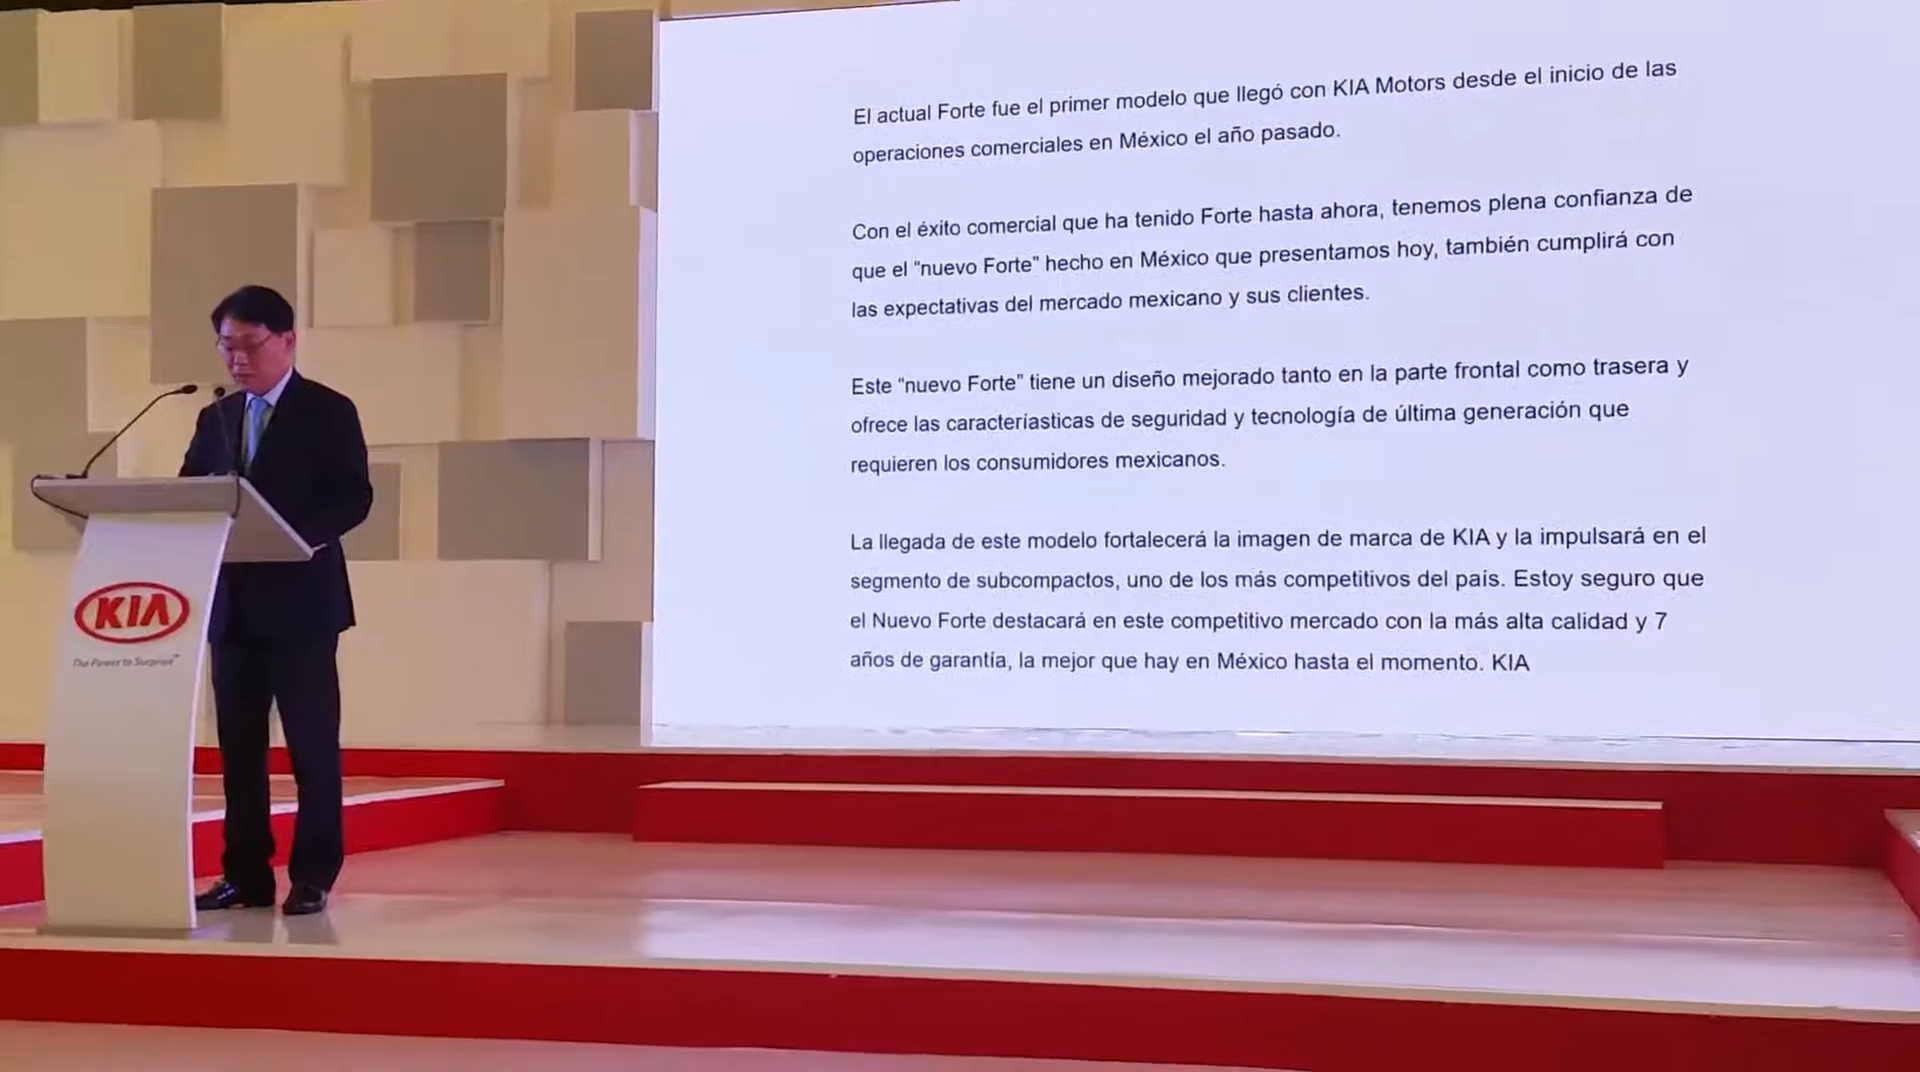 El actual Forte fue el primer modelo que llegó con KIA Motors desde el inicio de las
operaciones comerciales en México el año pasado.
Con el éxito comercial que ha tenido Forte hasta ahora, tenemos plena confianza de
que el “nuevo Forte” hecho en México que presentamos hoy, también cumplirá con
las expectativas del mercado mexicano y sus clientes.
Este “nuevo Forte” tiene un diseño mejorado tanto en la parte frontal como trasera y
ofrece las caracteríasticas de seguridad y tecnología de última generación que
requieren los consumidores mexicanos.
La llegada de este modelo fortalecerá la imagen de marca de KIA y la impulsará en el
segmento de subcompactos, uno de los más competitivos del país. Estoy seguro que
el Nuevo Forte destacará en este competitivo mercado con la más alta calidad y 7
años de garantía, la mejor que hay en México hasta el momento. KIA
KIA
The Power to Surprise™